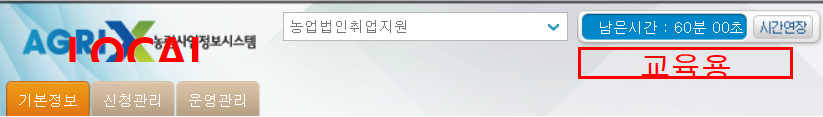 AGRIX 농림사업정보시스템
LOCAL
농업법인취업지원
남은시간 : 60분 00초
시간연장
교육용
기본정보
신청관리
운영관리